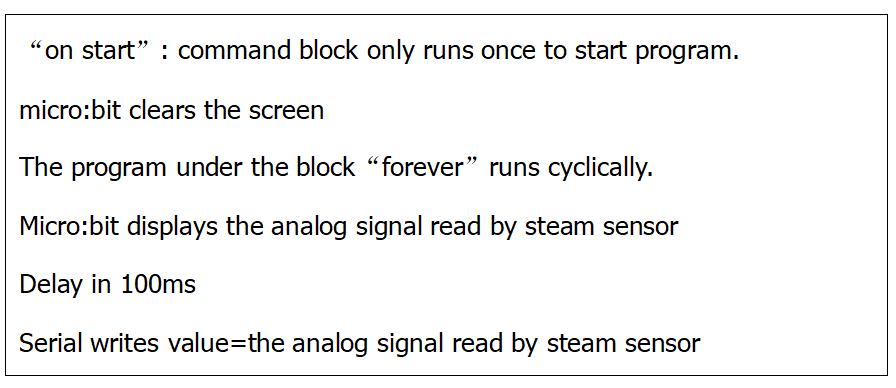 “on start”: command block only runs once to start program.
micro:bit clears the screen
The program under the block “forever” runs cyclically.
Micro:bit displays the analog signal read by steam sensor
Delay in 100ms
Serial writes value=the analog signal read by steam sensor